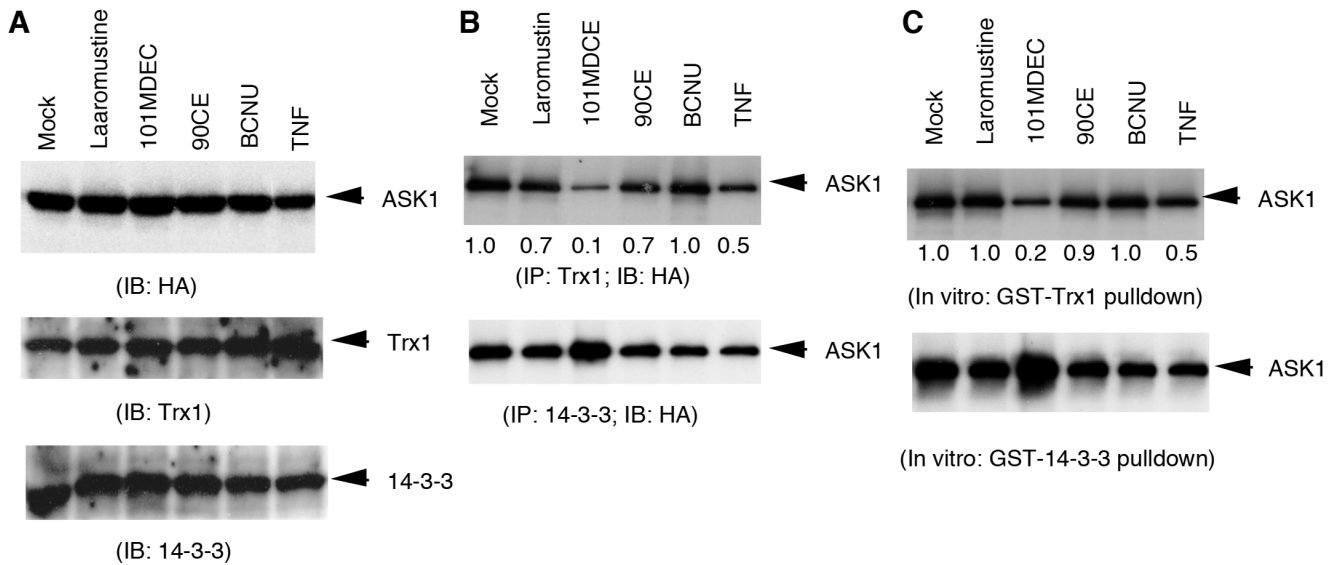 A
Mock
Laaromustine
101MDEC
90CE
BCNU
TNF
ASK1
(IB: HA)
Trx1
(IB: Trx1)
14-3-3
(IB: 14-3-3)
B
Mock
Laromustin
101MDCE
90CE
BCNU
TNF
ASK1
1.0 0.7 0.1 0.7 1.0 0.5
(IP: Trx1; IB: HA)
ASK1
(IP: 14-3-3; IB: HA)
C
Mock
Laromustine
101MDEC
90CE
BCNU
TNF
ASK1
1.0 1.0 0.2 0.9 1.0 0.5
(In vitro: GST-Trx1 pulldown)
ASK1
(In vitro: GST-14-3-3 pulldown)